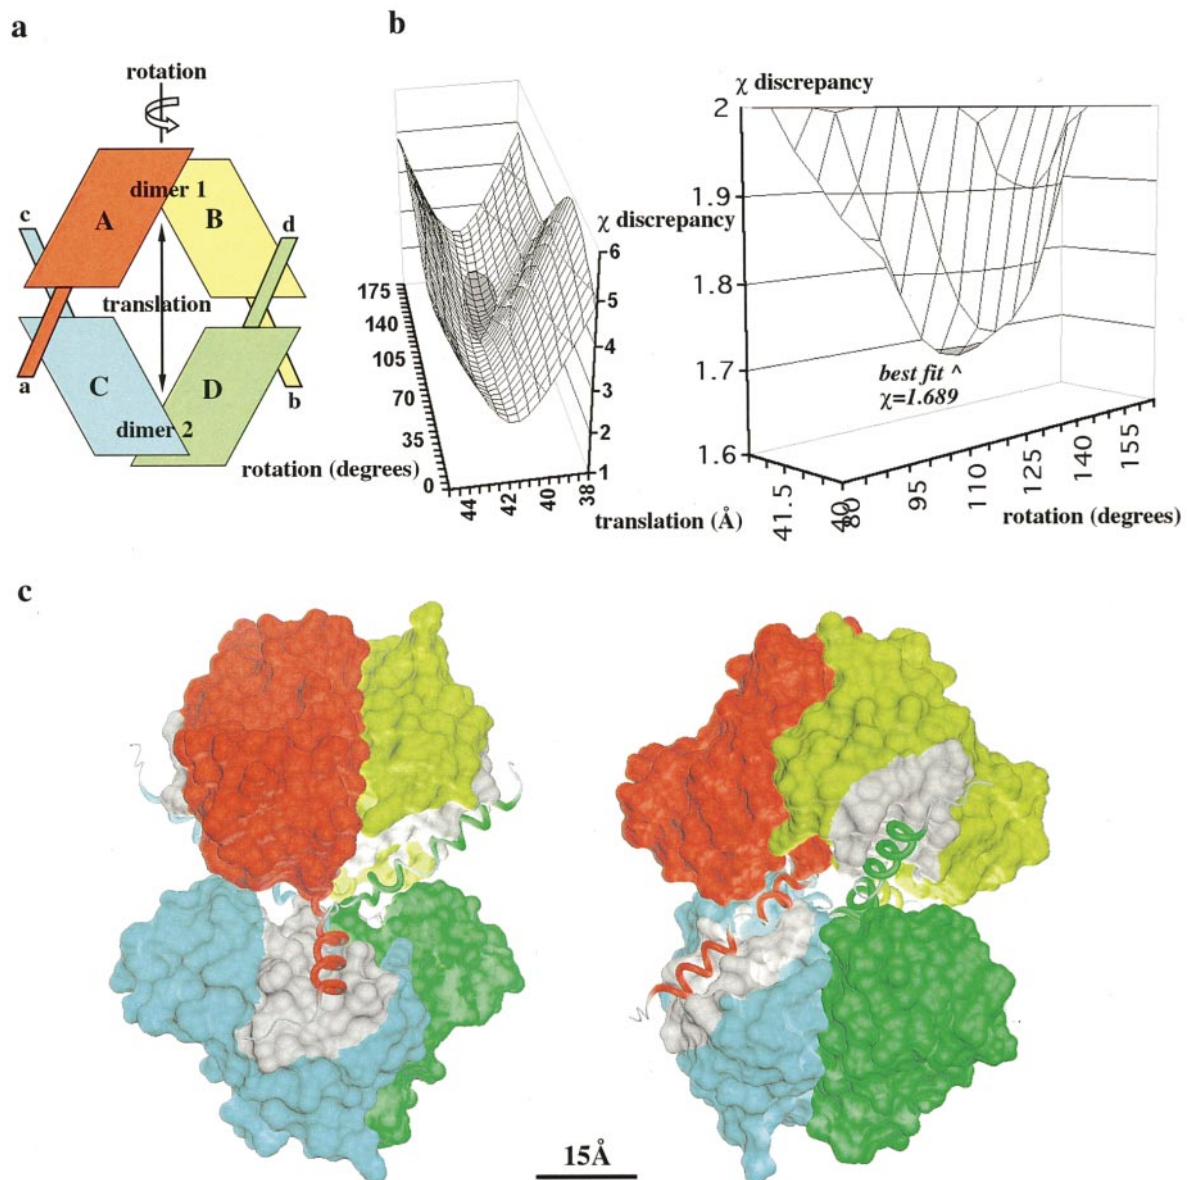 a
rotation
dimer 1
c
A
B
d
translation
a
C
D
b
dimer 2
b
χ discrepancy
6
5
4
3
2
1
175
140
105
70
35
0
rotation (degrees)
44
42
40
38
translation (Å)
χ discrepancy
2
1.9
1.8
1.7
1.6
best fit ^
χ=1.689
41.5
40
80
95
110
125
140
155
rotation (degrees)
c
15Å